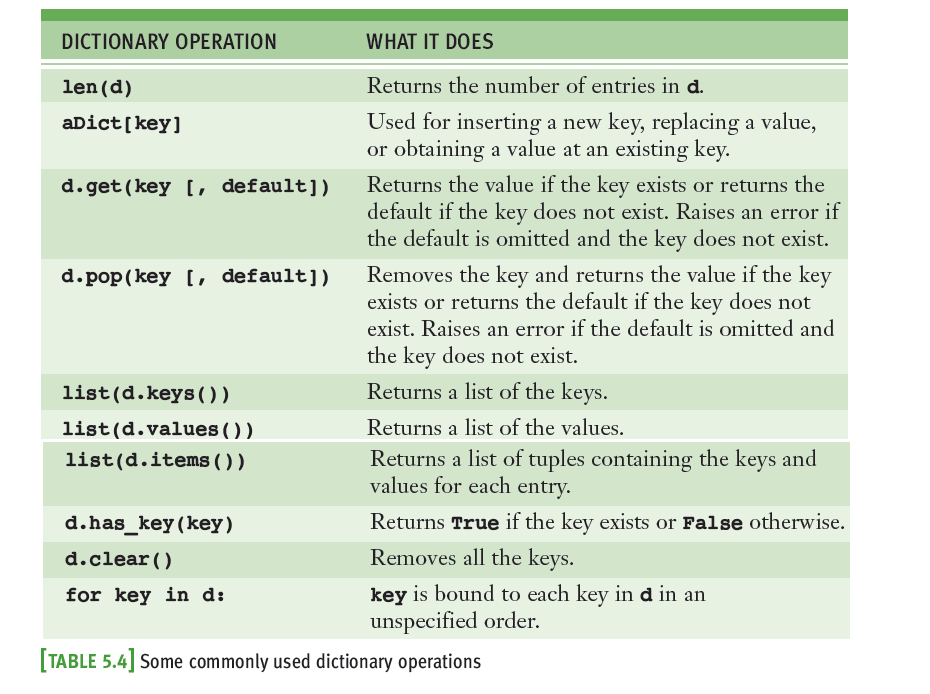 DICTIONARY OPERATION WHAT IT DOES
len(d) Returns the number of entries in d.
aDict[key] Used for inserting a new key, replacing a value,
or obtaining a value at an existing key.
d.get(key [, default]) Returns the value if the key exists or returns the
default if the key does not exist. Raises an error if
the default is omitted and the key does not exist.
d.pop(key [, default]) Removes the key and returns the value if the key
exists or returns the default if the key does not
exist. Raises an error if the default is omitted and
the key does not exist.
list(d.keys()) Returns a list of the keys.
list(d.values()) Returns a list of the values.
list(d.items()) Returns a list of tuples containing the keys and
values for each entry.
d.has_key(key) Returns True if the key exists or False otherwise.
d.clear() Removes all the keys.
for key in d: key is bound to each key in d in an
unspecified order.
[TABLE 5.4] Some commonly used dictionary operations